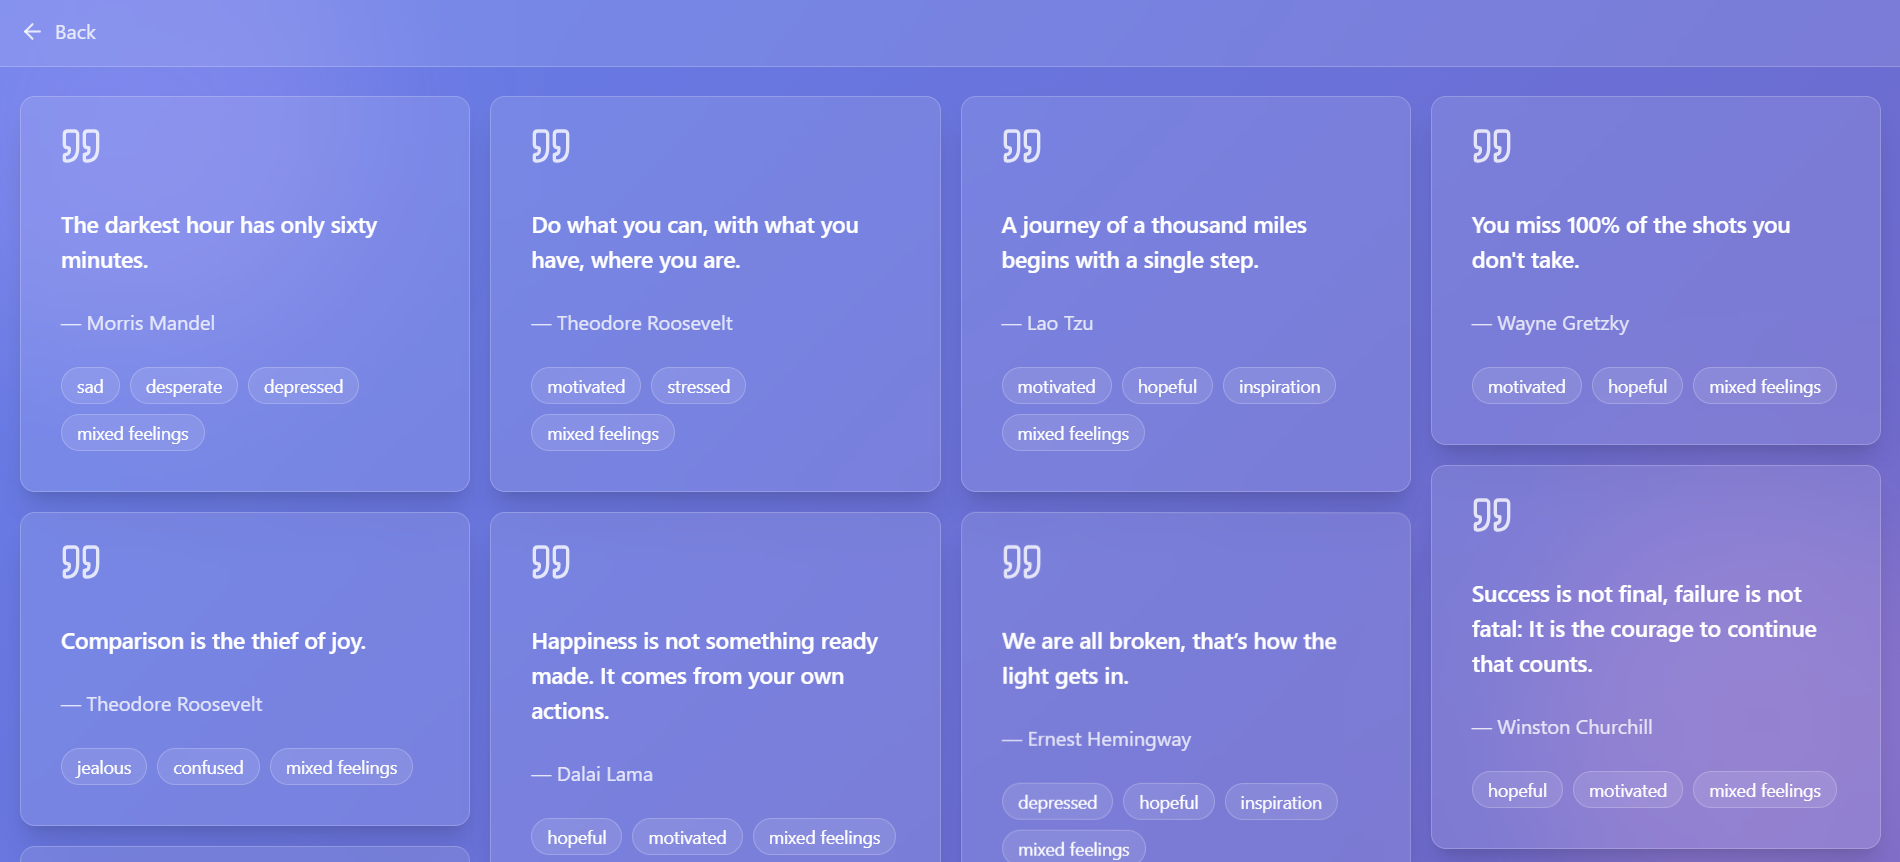 Back
The darkest hour has only sixty
minutes.
— Morris Mandel
sad desperate depressed
mixed feelings
Do what you can, with what you
have, where you are.
— Theodore Roosevelt
motivated stressed
mixed feelings
A journey of a thousand miles
begins with a single step.
— Lao Tzu
motivated hopeful inspiration
mixed feelings
You miss 100% of the shots you
don't take.
— Wayne Gretzky
motivated hopeful mixed feelings
Comparison is the thief of joy.
— Theodore Roosevelt
jealous confused mixed feelings
Happiness is not something ready
made. It comes from your own
actions.
— Dalai Lama
hopeful motivated mixed feelings
We are all broken, that’s how the
light gets in.
— Ernest Hemingway
depressed hopeful inspiration
mixed feelings
Success is not final, failure is not
fatal: It is the courage to continue
that counts.
— Winston Churchill
hopeful motivated mixed feelings